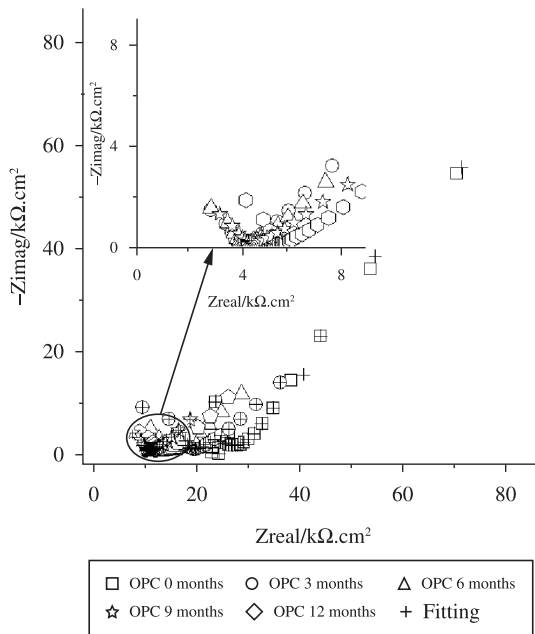 80
60
40
20
0
−Zimag/kΩ.cm²
8
4
0
−Zimag/kΩ.cm²
0 4 8
Zreal/kΩ.cm²
0 20 40 60 80
Zreal/kΩ.cm²
OPC 0 months OPC 3 months OPC 6 months
OPC 9 months OPC 12 months Fitting